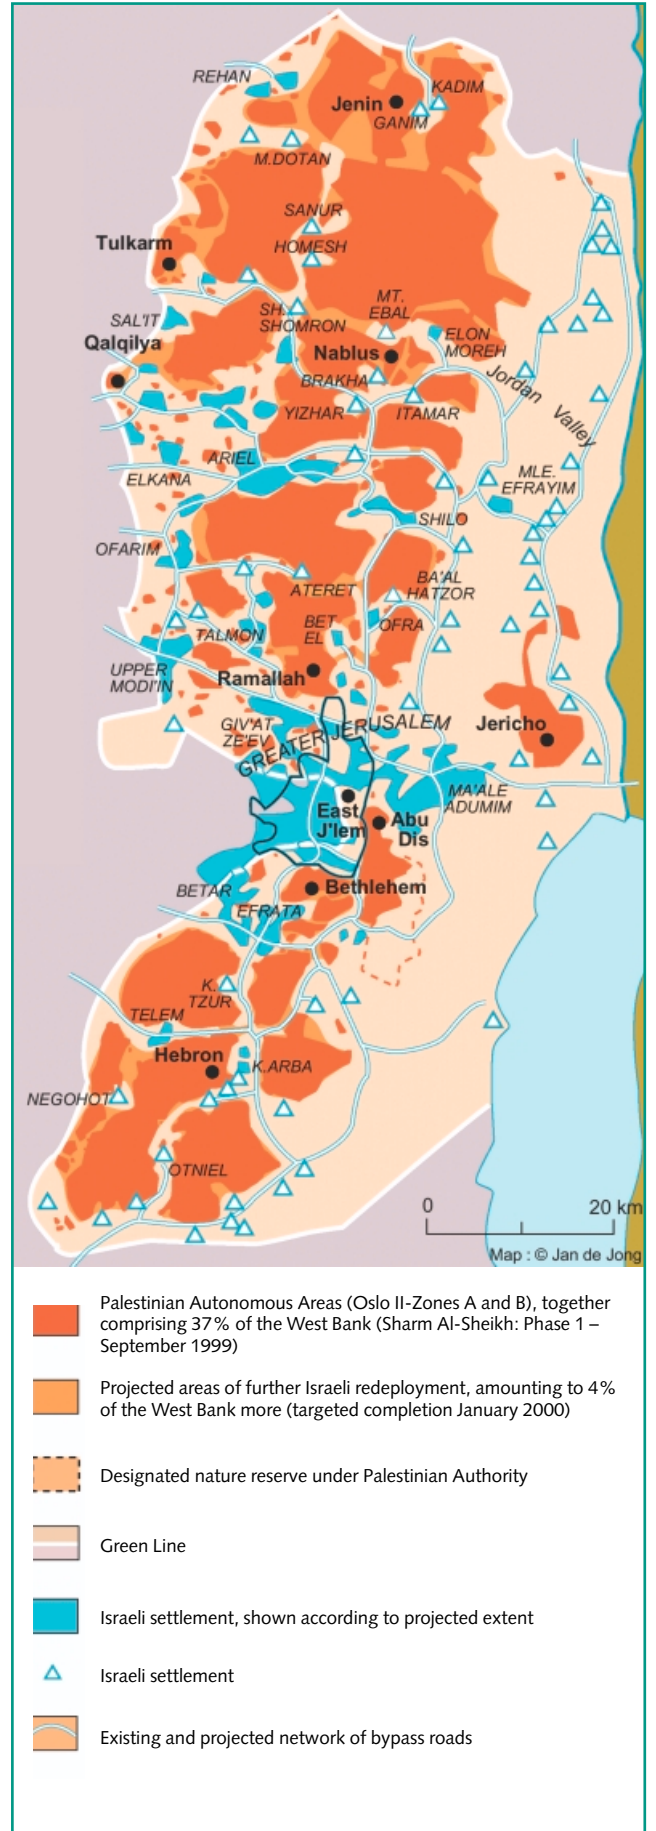 REHAN
KADIM
Jenin
GANIM
M.DOTAN
SANUR
Tulkarm
HOMESH
MT.
EBAL
SAL'IT
SH.
SHOMRON
Qalqilya
ELON
MOREH
Nablus
Jordan
Valley
BRAKHA
YIZHAR
ITAMAR
ARIEL
MLE.
EFRAYIM
ELKANA
SHILO
OFARIM
BA'AL
HATZOR
ATERET
BET
EL
OFRA
TALMON
UPPER
MODI'IN
Ramallah
GIV'AT
ZE'EV
GREATER JERUSALEM
Jericho
MA'ALE
ADUMIM
East
J'lem
Abu
Dis
BETAR
Bethlehem
EFRATA
K.
TZUR
TELEM
Hebron
K.ARBA
NEGOHOT
OTNIEL
0 20 km
Map : © Jan de Jong
Palestinian Autonomous Areas (Oslo II-Zones A and B), together
comprising 37% of the West Bank (Sharm Al-Sheikh: Phase 1 –
September 1999)
Projected areas of further Israeli redeployment, amounting to 4%
of the West Bank more (targeted completion January 2000)
Designated nature reserve under Palestinian Authority
Green Line
Israeli settlement, shown according to projected extent
Israeli settlement
Existing and projected network of bypass roads